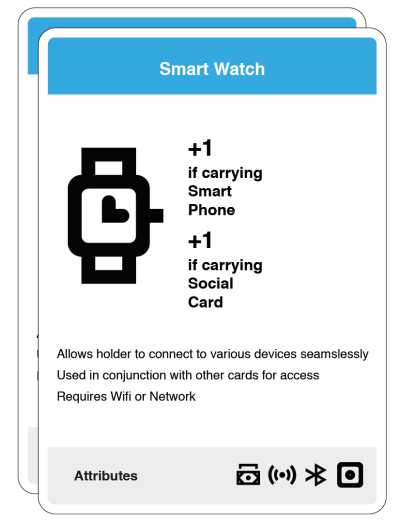 Smart Watch
+1
if carrying
Smart
Phone
+1
if carrying
Social
Card
Allows holder to connect to various devices seamslessly
Used in conjunction with other cards for access
Requires Wifi or Network
Attributes